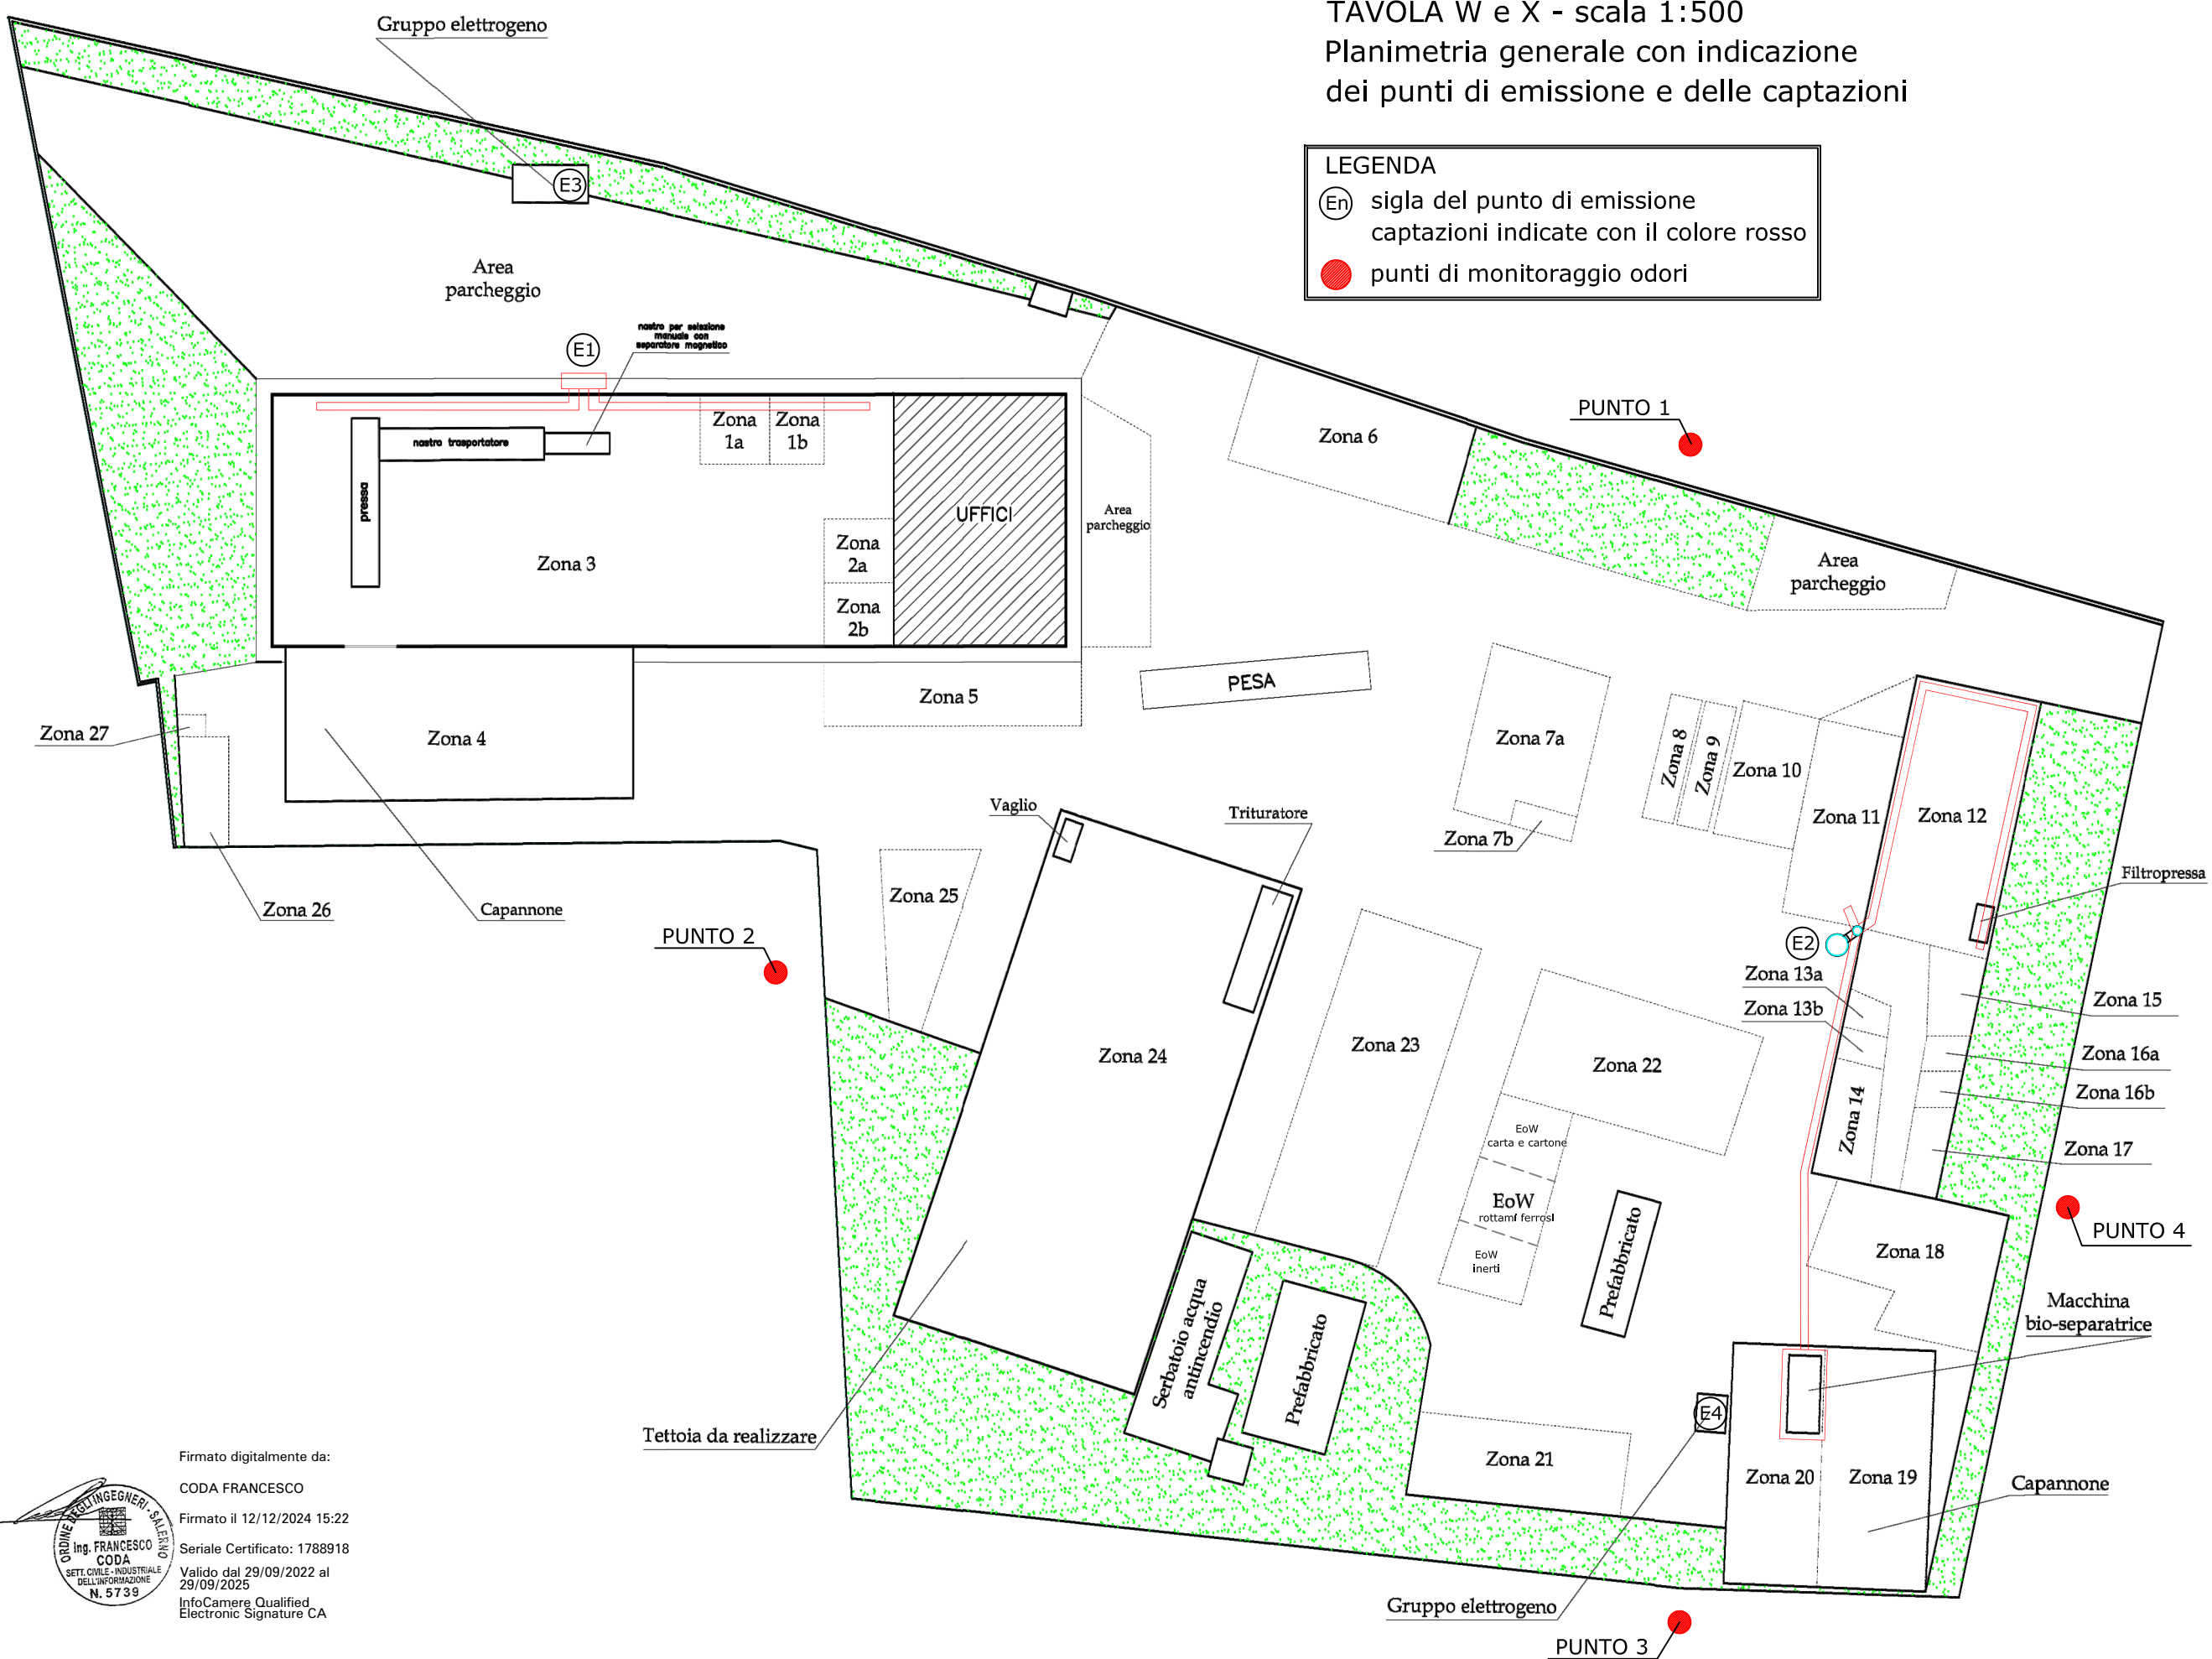 TAVOLA W e X - scala 1:500
Planimetria generale con indicazione
dei punti di emissione e delle captazioni
LEGENDA
En sigla del punto di emissione
captazioni indicate con il colore rosso
punti di monitoraggio odori
Gruppo elettrogeno
E3
Area
parcheggio
E1
nastro per selezione
manuale con
separatore magnetico
nastro trasportatore
pressa
Zona
1a
Zona
1b
UFFICI
Zona
2a
Zona
2b
Zona 3
Area
parcheggio
Zona 6
PUNTO 1
Area
parcheggio
Zona 5
PESA
Zona 4
Zona 27
Zona 26
Capannone
Zona 7a
Zona 7b
Zona 8
Zona 9
Zona 10
Zona 11
Zona 12
Filtropressa
Vaglio
Trituratore
Zona 25
PUNTO 2
E2
Zona 13a
Zona 13b
Zona 14
Zona 15
Zona 16a
Zona 16b
Zona 17
PUNTO 4
Zona 24
Zona 23
Zona 22
EoW
carta e cartone
EoW
rottami ferrosi
EoW
inerti
Prefabbricato
Zona 18
Macchina
bio-separatrice
Serbatoio acqua
antincendio
Prefabbricato
Tettoia da realizzare
E4
Zona 21
Zona 20
Zona 19
Capannone
Gruppo elettrogeno
PUNTO 3
Firmato digitalmente da:
CODA FRANCESCO
Firmato il 12/12/2024 15:22
Seriale Certificato: 1788918
Valido dal 29/09/2022 al
29/09/2025
InfoCamere Qualified
Electronic Signature CA
ORDINE DEGLI INGEGNERI - SALERNO
Ing. FRANCESCO
CODA
SETT. CIVILE - INDUSTRIALE
DELL'INFORMAZIONE
N. 5739